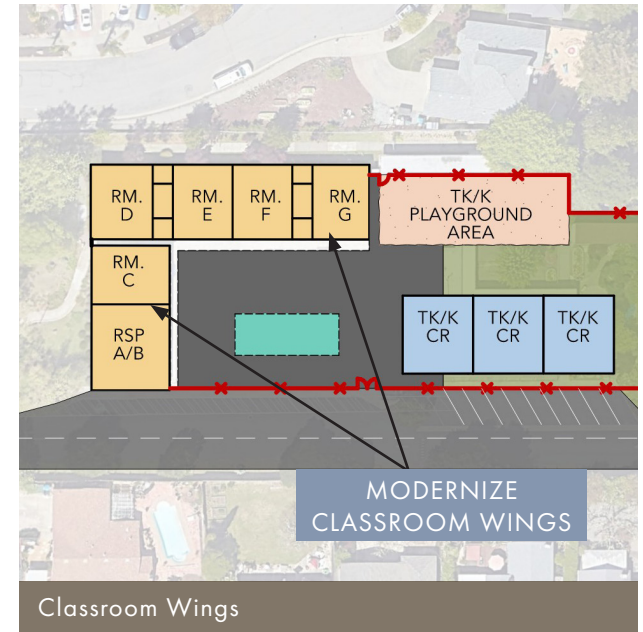 RM.
D
RM.
E
RM.
F
RM.
G
TK/K
PLAYGROUND
AREA
RM.
C
RSP
A/B
TK/K
CR
TK/K
CR
TK/K
CR
MODERNIZE
CLASSROOM WINGS
Classroom Wings